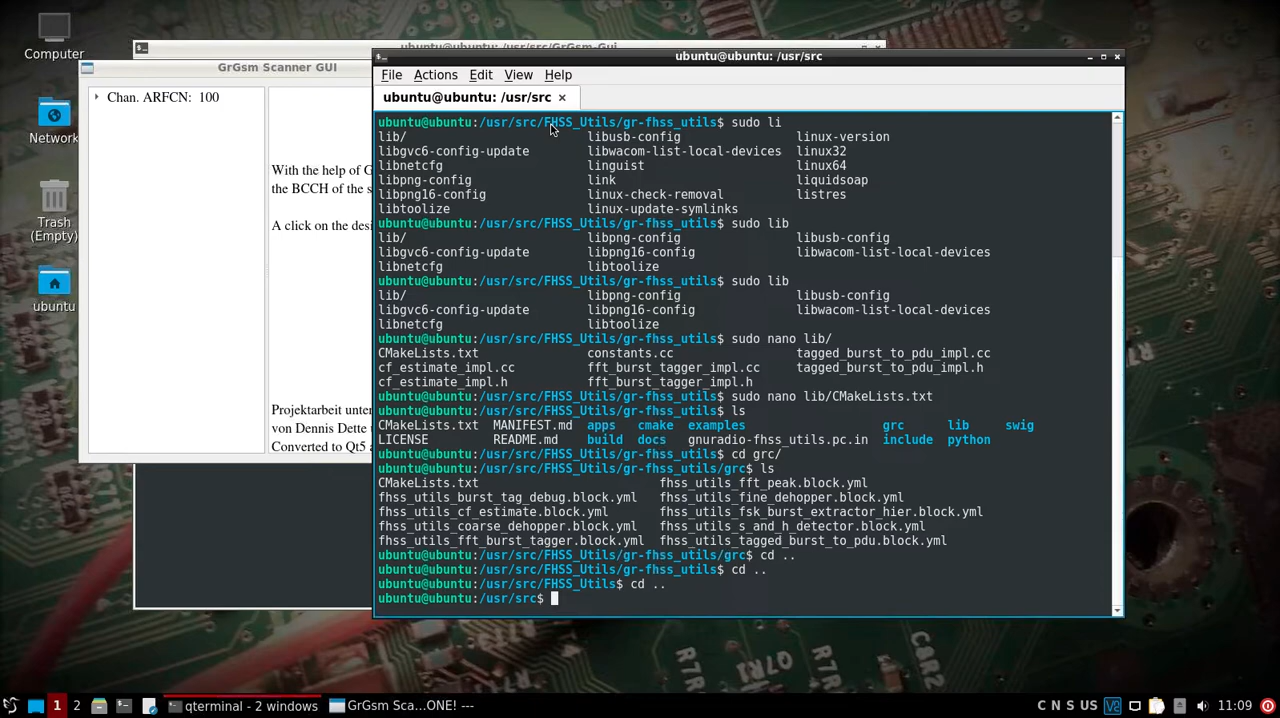 Computer
Network
Trash
(Empty)
ubuntu
ubuntu@ubuntu: /usr/src/GrGsm-Gui
GrGsm Scanner GUI
Chan. ARFCN:  100
With the help of G
the BCCH of the s
A click on the desi
Projektarbeit unter
von Dennis Dette u
Converted to Qt5 a
ubuntu@ubuntu: /usr/src
File Actions Edit View Help
ubuntu@ubuntu: /usr/src ×
ubuntu@ubuntu:/usr/src/FHSS_Utils/gr-fhss_utils$ sudo li
lib/ libusb-config linux-version
libgvc6-config-update libwacom-list-local-devices linux32
libnetcfg linguist linux64
libpng-config link liquidsoap
libpng16-config linux-check-removal listres
libtoolize linux-update-symlinks
ubuntu@ubuntu:/usr/src/FHSS_Utils/gr-fhss_utils$ sudo lib
lib/ libpng-config libusb-config
libgvc6-config-update libpng16-config libwacom-list-local-devices
libnetcfg libtoolize
ubuntu@ubuntu:/usr/src/FHSS_Utils/gr-fhss_utils$ sudo lib
lib/ libpng-config libusb-config
libgvc6-config-update libpng16-config libwacom-list-local-devices
libnetcfg libtoolize
ubuntu@ubuntu:/usr/src/FHSS_Utils/gr-fhss_utils$ sudo nano lib/
CMakeLists.txt constants.cc tagged_burst_to_pdu_impl.cc
cf_estimate_impl.cc fft_burst_tagger_impl.cc tagged_burst_to_pdu_impl.h
cf_estimate_impl.h fft_burst_tagger_impl.h
ubuntu@ubuntu:/usr/src/FHSS_Utils/gr-fhss_utils$ sudo nano lib/CMakeLists.txt
ubuntu@ubuntu:/usr/src/FHSS_Utils/gr-fhss_utils$ ls
CMakeLists.txt MANIFEST.md apps cmake examples grc lib swig
LICENSE README.md build docs gnuradio-fhss_utils.pc.in include python
ubuntu@ubuntu:/usr/src/FHSS_Utils/gr-fhss_utils$ cd grc/
ubuntu@ubuntu:/usr/src/FHSS_Utils/gr-fhss_utils/grc$ ls
CMakeLists.txt fhss_utils_fft_peak.block.yml
fhss_utils_burst_tag_debug.block.yml fhss_utils_fine_dehopper.block.yml
fhss_utils_cf_estimate.block.yml fhss_utils_fsk_burst_extractor_hier.block.yml
fhss_utils_coarse_dehopper.block.yml fhss_utils_s_and_h_detector.block.yml
fhss_utils_fft_burst_tagger.block.yml fhss_utils_tagged_burst_to_pdu.block.yml
ubuntu@ubuntu:/usr/src/FHSS_Utils/gr-fhss_utils/grc$ cd ..
ubuntu@ubuntu:/usr/src/FHSS_Utils/gr-fhss_utils$ cd ..
ubuntu@ubuntu:/usr/src/FHSS_Utils$ cd ..
ubuntu@ubuntu:/usr/src$
1 2 qterminal - 2 windows GrGsm Sca...ONE! --- C N S US 11:09